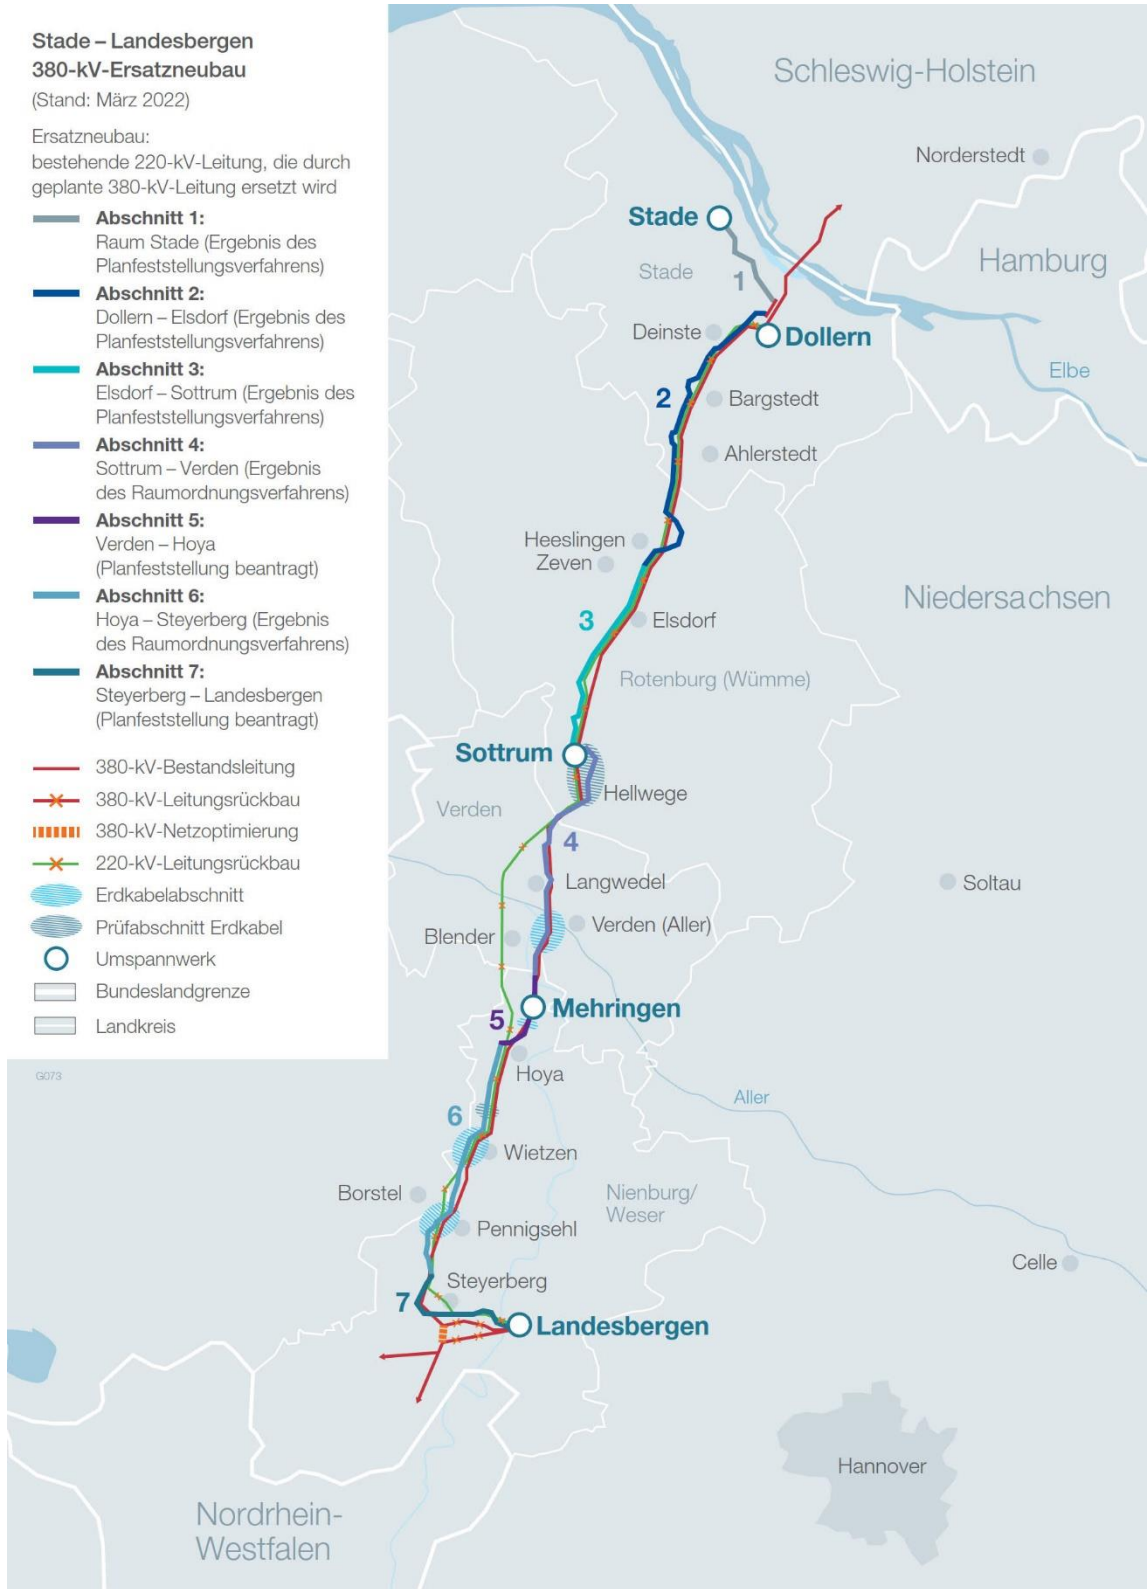 Stade – Landesbergen
380-kV-Ersatzneubau
(Stand: März 2022)
Ersatzneubau:
bestehende 220-kV-Leitung, die durch
geplante 380-kV-Leitung ersetzt wird
Abschnitt 1:
Raum Stade (Ergebnis des
Planfeststellungsverfahrens)
Abschnitt 2:
Dollern – Elsdorf (Ergebnis des
Planfeststellungsverfahrens)
Abschnitt 3:
Elsdorf – Sottrum (Ergebnis des
Planfeststellungsverfahrens)
Abschnitt 4:
Sottrum – Verden (Ergebnis
des Raumordnungsverfahrens)
Abschnitt 5:
Verden – Hoya
(Planfeststellung beantragt)
Abschnitt 6:
Hoya – Steyerberg (Ergebnis
des Raumordnungsverfahrens)
Abschnitt 7:
Steyerberg – Landesbergen
(Planfeststellung beantragt)
380-kV-Bestandsleitung
380-kV-Leitungsrückbau
380-kV-Netzoptimierung
220-kV-Leitungsrückbau
Erdkabelabschnitt
Prüfabschnitt Erdkabel
Umspannwerk
Bundeslandgrenze
Landkreis
G073
Schleswig-Holstein
Norderstedt
Stade
Hamburg
Stade
1
Deinste
Dollern
Elbe
2
Bargstedt
Ahlerstedt
Heeslingen
Zeven
Niedersachsen
3
Elsdorf
Rotenburg (Wümme)
Sottrum
Hellwege
Verden
4
Langwedel
Soltau
Verden (Aller)
Blender
Mehringen
5
Hoya
Aller
6
Wietzen
Borstel
Nienburg/
Weser
Pennigsehl
Celle
Steyerberg
7
Landesbergen
Hannover
Nordrhein-
Westfalen